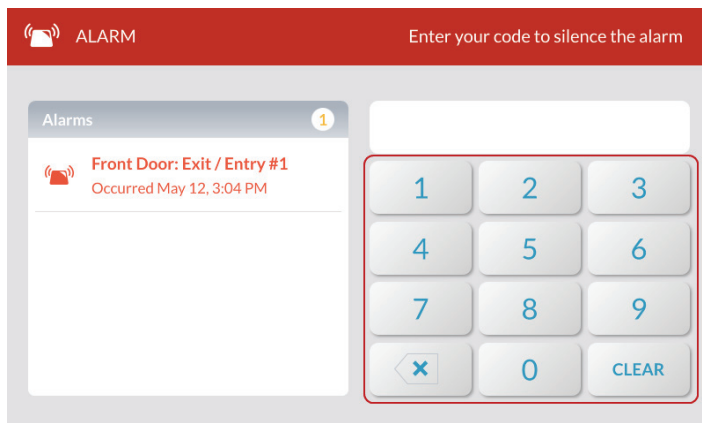 ALARM
Enter your code to silence the alarm
Alarms 1
Front Door: Exit / Entry #1
Occurred May 12, 3:04 PM
1 2 3
4 5 6
7 8 9
0 CLEAR